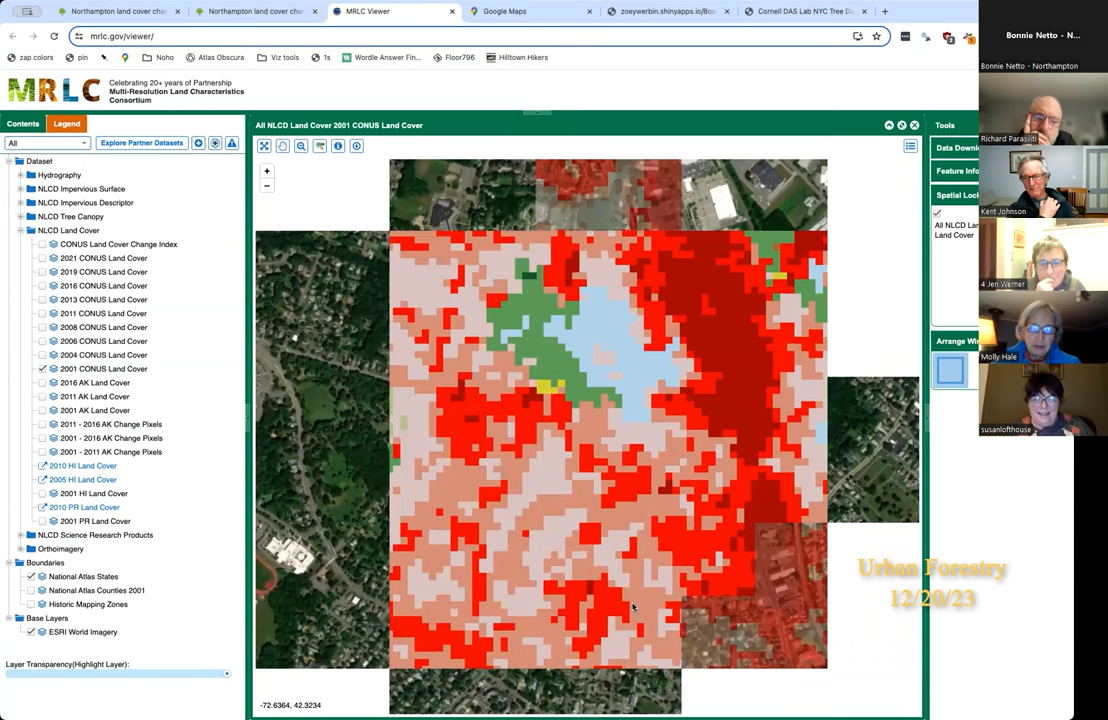 Northampton land cover cha
Northampton land cover cha
MRLC Viewer
Google Maps
zoeywerbin.shinyapps.io/Bos
Cornell DAS Lab NYC Tree D
mrlc.gov/viewer/
zap colors
pin
Noho
Atlas Obscura
Viz tools
1s
Wordle Answer Fin...
Floor796
Hilltown Hikers
MRLC
Celebrating 20+ years of Partnership
Multi-Resolution Land Characteristics
Consortium
Contents
Legend
All
Explore Partner Datasets
Dataset
Hydrography
NLCD Impervious Surface
NLCD Impervious Descriptor
NLCD Tree Canopy
NLCD Land Cover
CONUS Land Cover Change Index
2021 CONUS Land Cover
2019 CONUS Land Cover
2016 CONUS Land Cover
2013 CONUS Land Cover
2011 CONUS Land Cover
2008 CONUS Land Cover
2006 CONUS Land Cover
2004 CONUS Land Cover
2001 CONUS Land Cover
2016 AK Land Cover
2011 AK Land Cover
2001 AK Land Cover
2011 - 2016 AK Change Pixels
2001 - 2016 AK Change Pixels
2001 - 2011 AK Change Pixels
2010 HI Land Cover
2005 HI Land Cover
2001 HI Land Cover
2010 PR Land Cover
2001 PR Land Cover
NLCD Science Research Products
Orthoimagery
Boundaries
National Atlas States
National Atlas Counties 2001
Historic Mapping Zones
Base Layers
ESRI World Imagery
Layer Transparency(Highlight Layer):
All NLCD Land Cover 2001 CONUS Land Cover
+
-
-72.6364, 42.3234
Tools
Data Downl
Feature Info
Spatial Lock
All NLCD Lan
Land Cover
Arrange Win
Bonnie Netto - N...
Bonnie Netto - Northampton
Richard Parasiliti
Kent Johnson
4 Jen Werner
Molly Hale
susanlofthouse
Urban Forestry
12/20/23